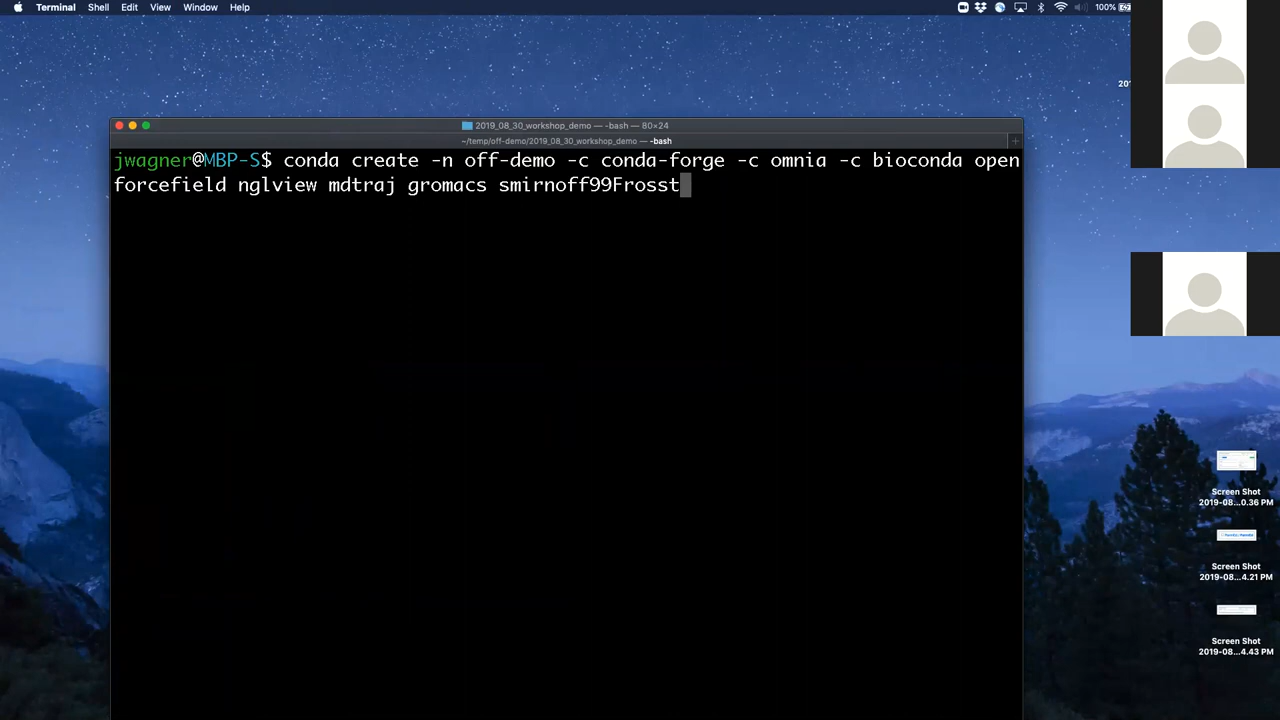 Terminal Shell Edit View Window Help
100%
20
2019_08_30_workshop_demo — -bash — 80×24
~/temp/off-demo/2019_08_30_workshop_demo — -bash
jwagner@MBP-S$ conda create -n off-demo -c conda-forge -c omnia -c bioconda open
forcefield nglview mdtraj gromacs smirnoff99Frosst
Screen Shot
2019-08...0.36 PM
Screen Shot
2019-08...4.21 PM
Screen Shot
2019-08...4.43 PM